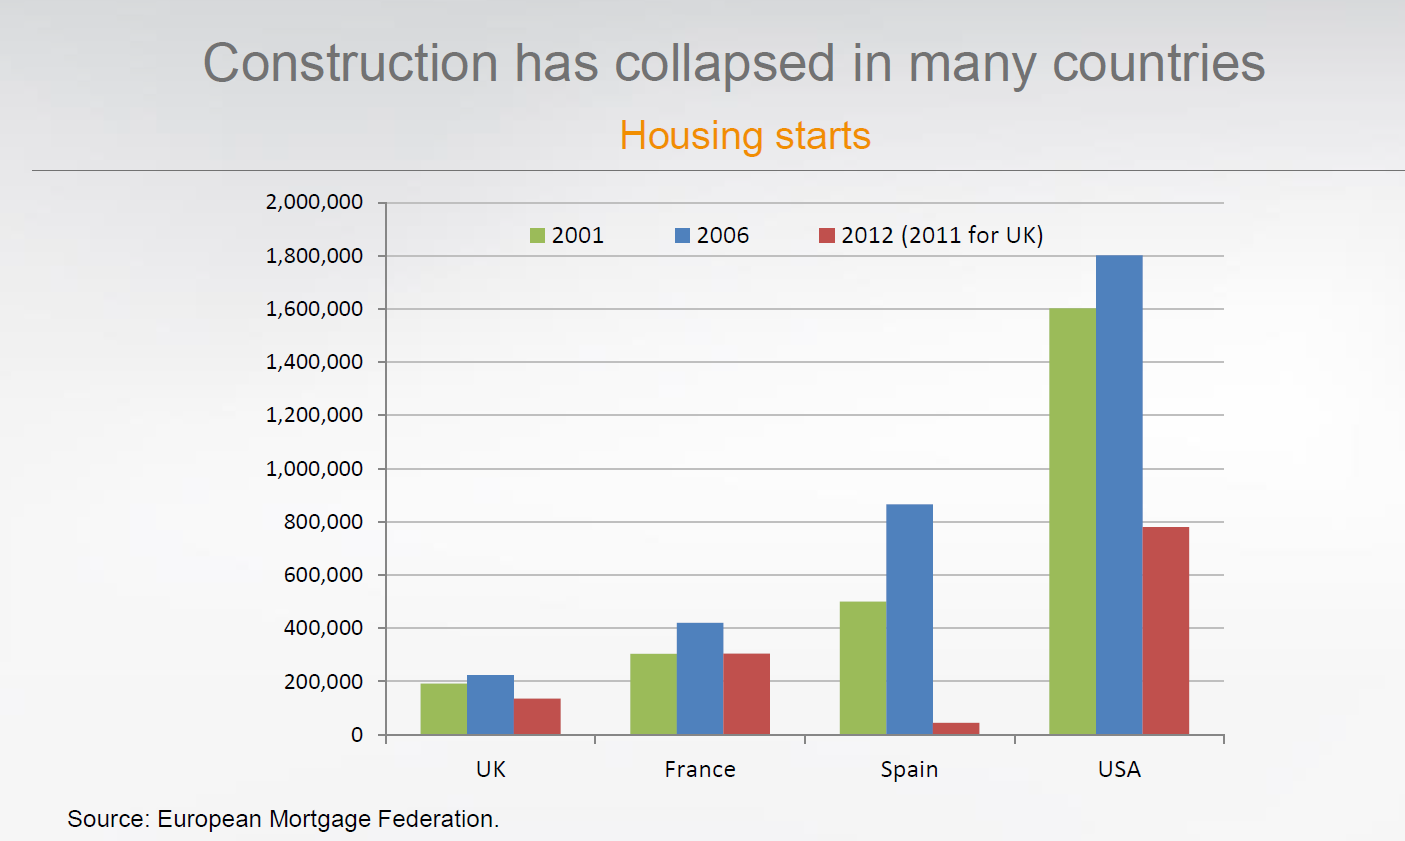 Construction has collapsed in many countries
Housing starts
2,000,000
2001 2006 2012 (2011 for UK)
1,800,000
1,600,000
1,400,000
1,200,000
1,000,000
800,000
600,000
400,000
200,000
0
UK France Spain USA
Source: European Mortgage Federation.